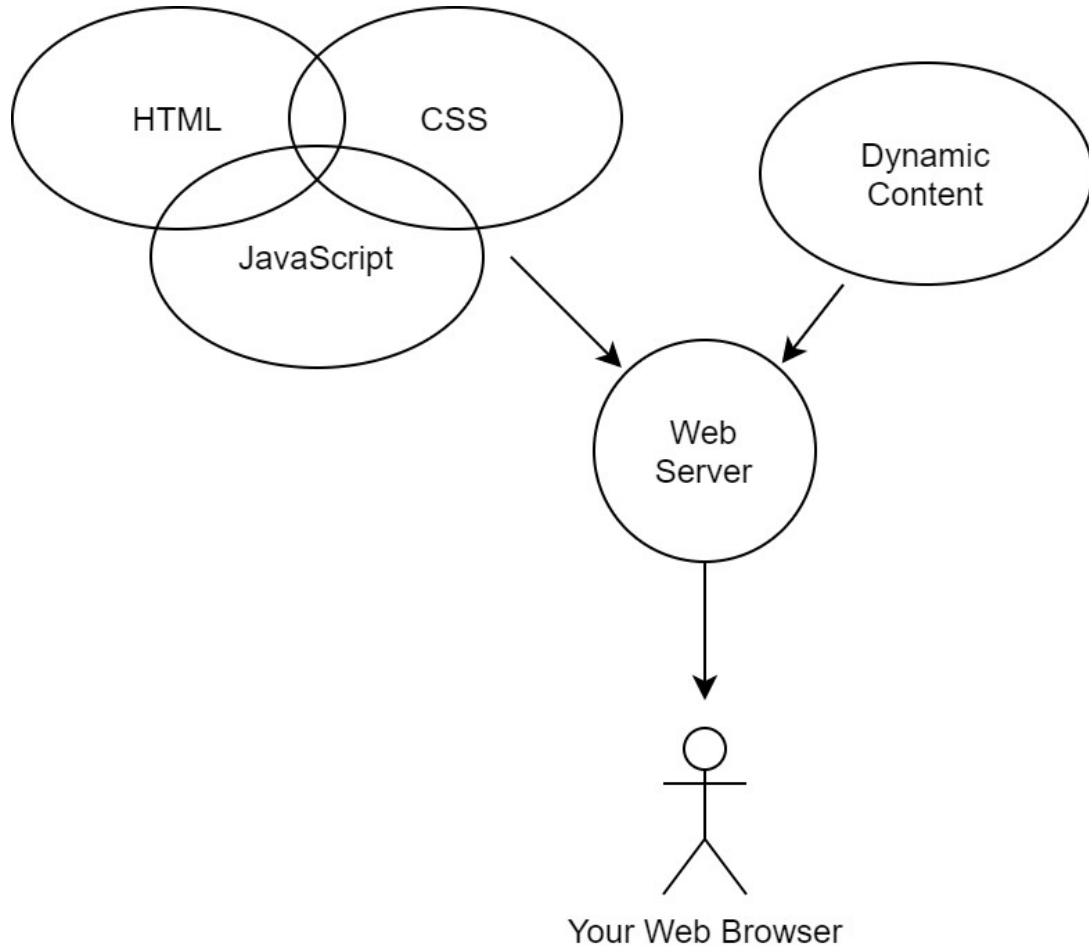 HTML
CSS
JavaScript
Dynamic
Content
Web
Server
Your Web Browser